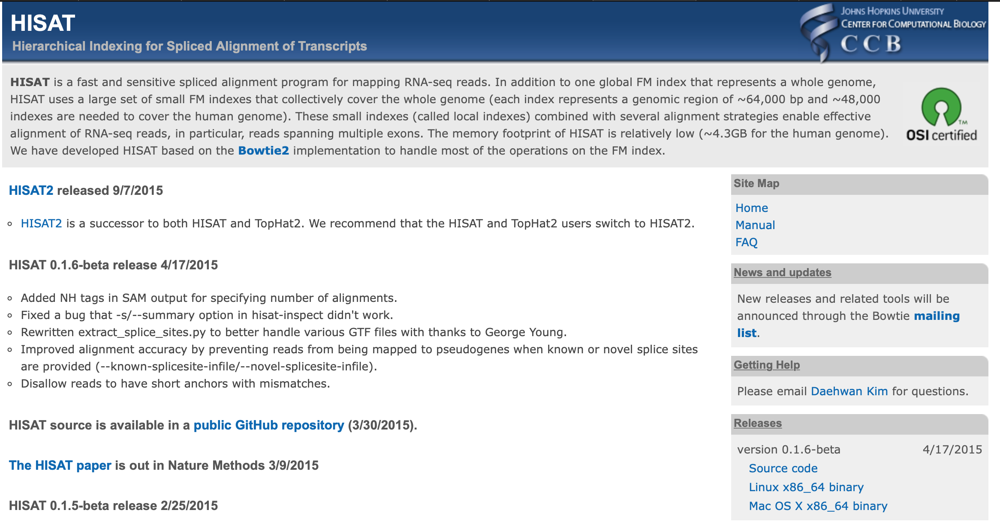 HISAT
Hierarchical Indexing for Spliced Alignment of Transcripts
JOHNS HOPKINS UNIVERSITY
CENTER FOR COMPUTATIONAL BIOLOGY
CCB
HISAT is a fast and sensitive spliced alignment program for mapping RNA-seq reads. In addition to one global FM index that represents a whole genome,
HISAT uses a large set of small FM indexes that collectively cover the whole genome (each index represents a genomic region of ~64,000 bp and ~48,000
indexes are needed to cover the human genome). These small indexes (called local indexes) combined with several alignment strategies enable effective
alignment of RNA-seq reads, in particular, reads spanning multiple exons. The memory footprint of HISAT is relatively low (~4.3GB for the human genome).
We have developed HISAT based on the Bowtie2 implementation to handle most of the operations on the FM index.
TM
OSI certified
HISAT2 released 9/7/2015
HISAT2 is a successor to both HISAT and TopHat2. We recommend that the HISAT and TopHat2 users switch to HISAT2.
HISAT 0.1.6-beta release 4/17/2015
Added NH tags in SAM output for specifying number of alignments.
Fixed a bug that -s/--summary option in hisat-inspect didn't work.
Rewritten extract_splice_sites.py to better handle various GTF files with thanks to George Young.
Improved alignment accuracy by preventing reads from being mapped to pseudogenes when known or novel splice sites
are provided (--known-splicesite-infile/--novel-splicesite-infile).
Disallow reads to have short anchors with mismatches.
HISAT source is available in a public GitHub repository (3/30/2015).
The HISAT paper is out in Nature Methods 3/9/2015
HISAT 0.1.5-beta release 2/25/2015
Site Map
Home
Manual
FAQ
News and updates
New releases and related tools will be
announced through the Bowtie mailing
list.
Getting Help
Please email Daehwan Kim for questions.
Releases
version 0.1.6-beta 4/17/2015
Source code
Linux x86_64 binary
Mac OS X x86_64 binary